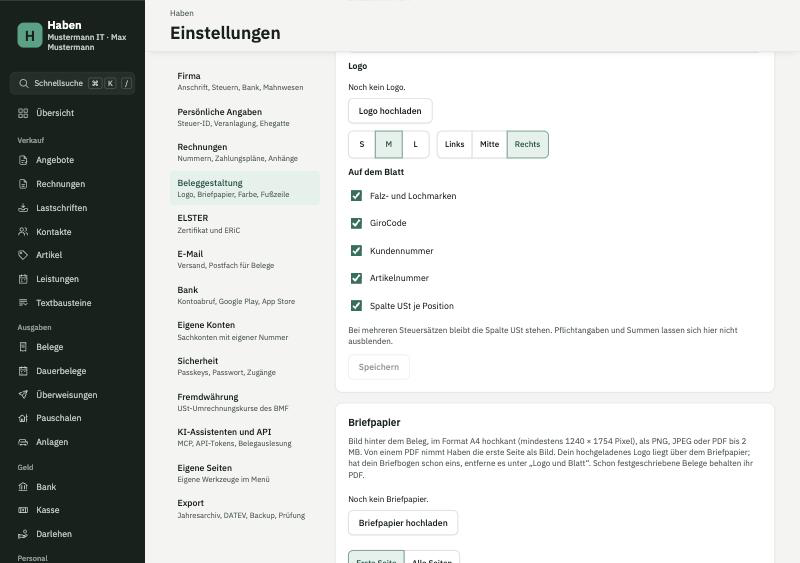 H
Haben
Mustermann IT · Max
Mustermann
Schnellsuche ⌘ K /
Übersicht
Verkauf
Angebote
Rechnungen
Lastschriften
Kontakte
Artikel
Leistungen
Textbausteine
Ausgaben
Belege
Dauerbelege
Überweisungen
Pauschalen
Anlagen
Geld
Bank
Kasse
Darlehen
Personal
Haben
Einstellungen
Firma
Anschrift, Steuern, Bank, Mahnwesen
Persönliche Angaben
Steuer-ID, Veranlagung, Ehegatte
Rechnungen
Nummern, Zahlungspläne, Anhänge
Beleggestaltung
Logo, Briefpapier, Farbe, Fußzeile
ELSTER
Zertifikat und ERiC
E-Mail
Versand, Postfach für Belege
Bank
Kontoabruf, Google Play, App Store
Eigene Konten
Sachkonten mit eigener Nummer
Sicherheit
Passkeys, Passwort, Zugänge
Fremdwährung
USt-Umrechnungskurse des BMF
KI-Assistenten und API
MCP, API-Tokens, Belegauslesung
Eigene Seiten
Eigene Werkzeuge im Menü
Export
Jahresarchiv, DATEV, Backup, Prüfung
Logo
Noch kein Logo.
Logo hochladen
S M L Links Mitte Rechts
Auf dem Blatt
Falz- und Lochmarken
GiroCode
Kundennummer
Artikelnummer
Spalte USt je Position
Bei mehreren Steuersätzen bleibt die Spalte USt stehen. Pflichtangaben und Summen lassen sich hier nicht
ausblenden.
Speichern
Briefpapier
Bild hinter dem Beleg, im Format A4 hochkant (mindestens 1240 × 1754 Pixel), als PNG, JPEG oder PDF bis 2
MB. Von einem PDF nimmt Haben die erste Seite als Bild. Dein hochgeladenes Logo liegt über dem Briefpapier;
hat dein Briefbogen schon eins, entferne es unter „Logo und Blatt“. Schon festgeschriebene Belege behalten ihr
PDF.
Noch kein Briefpapier.
Briefpapier hochladen
Erste Seite Alle Seiten